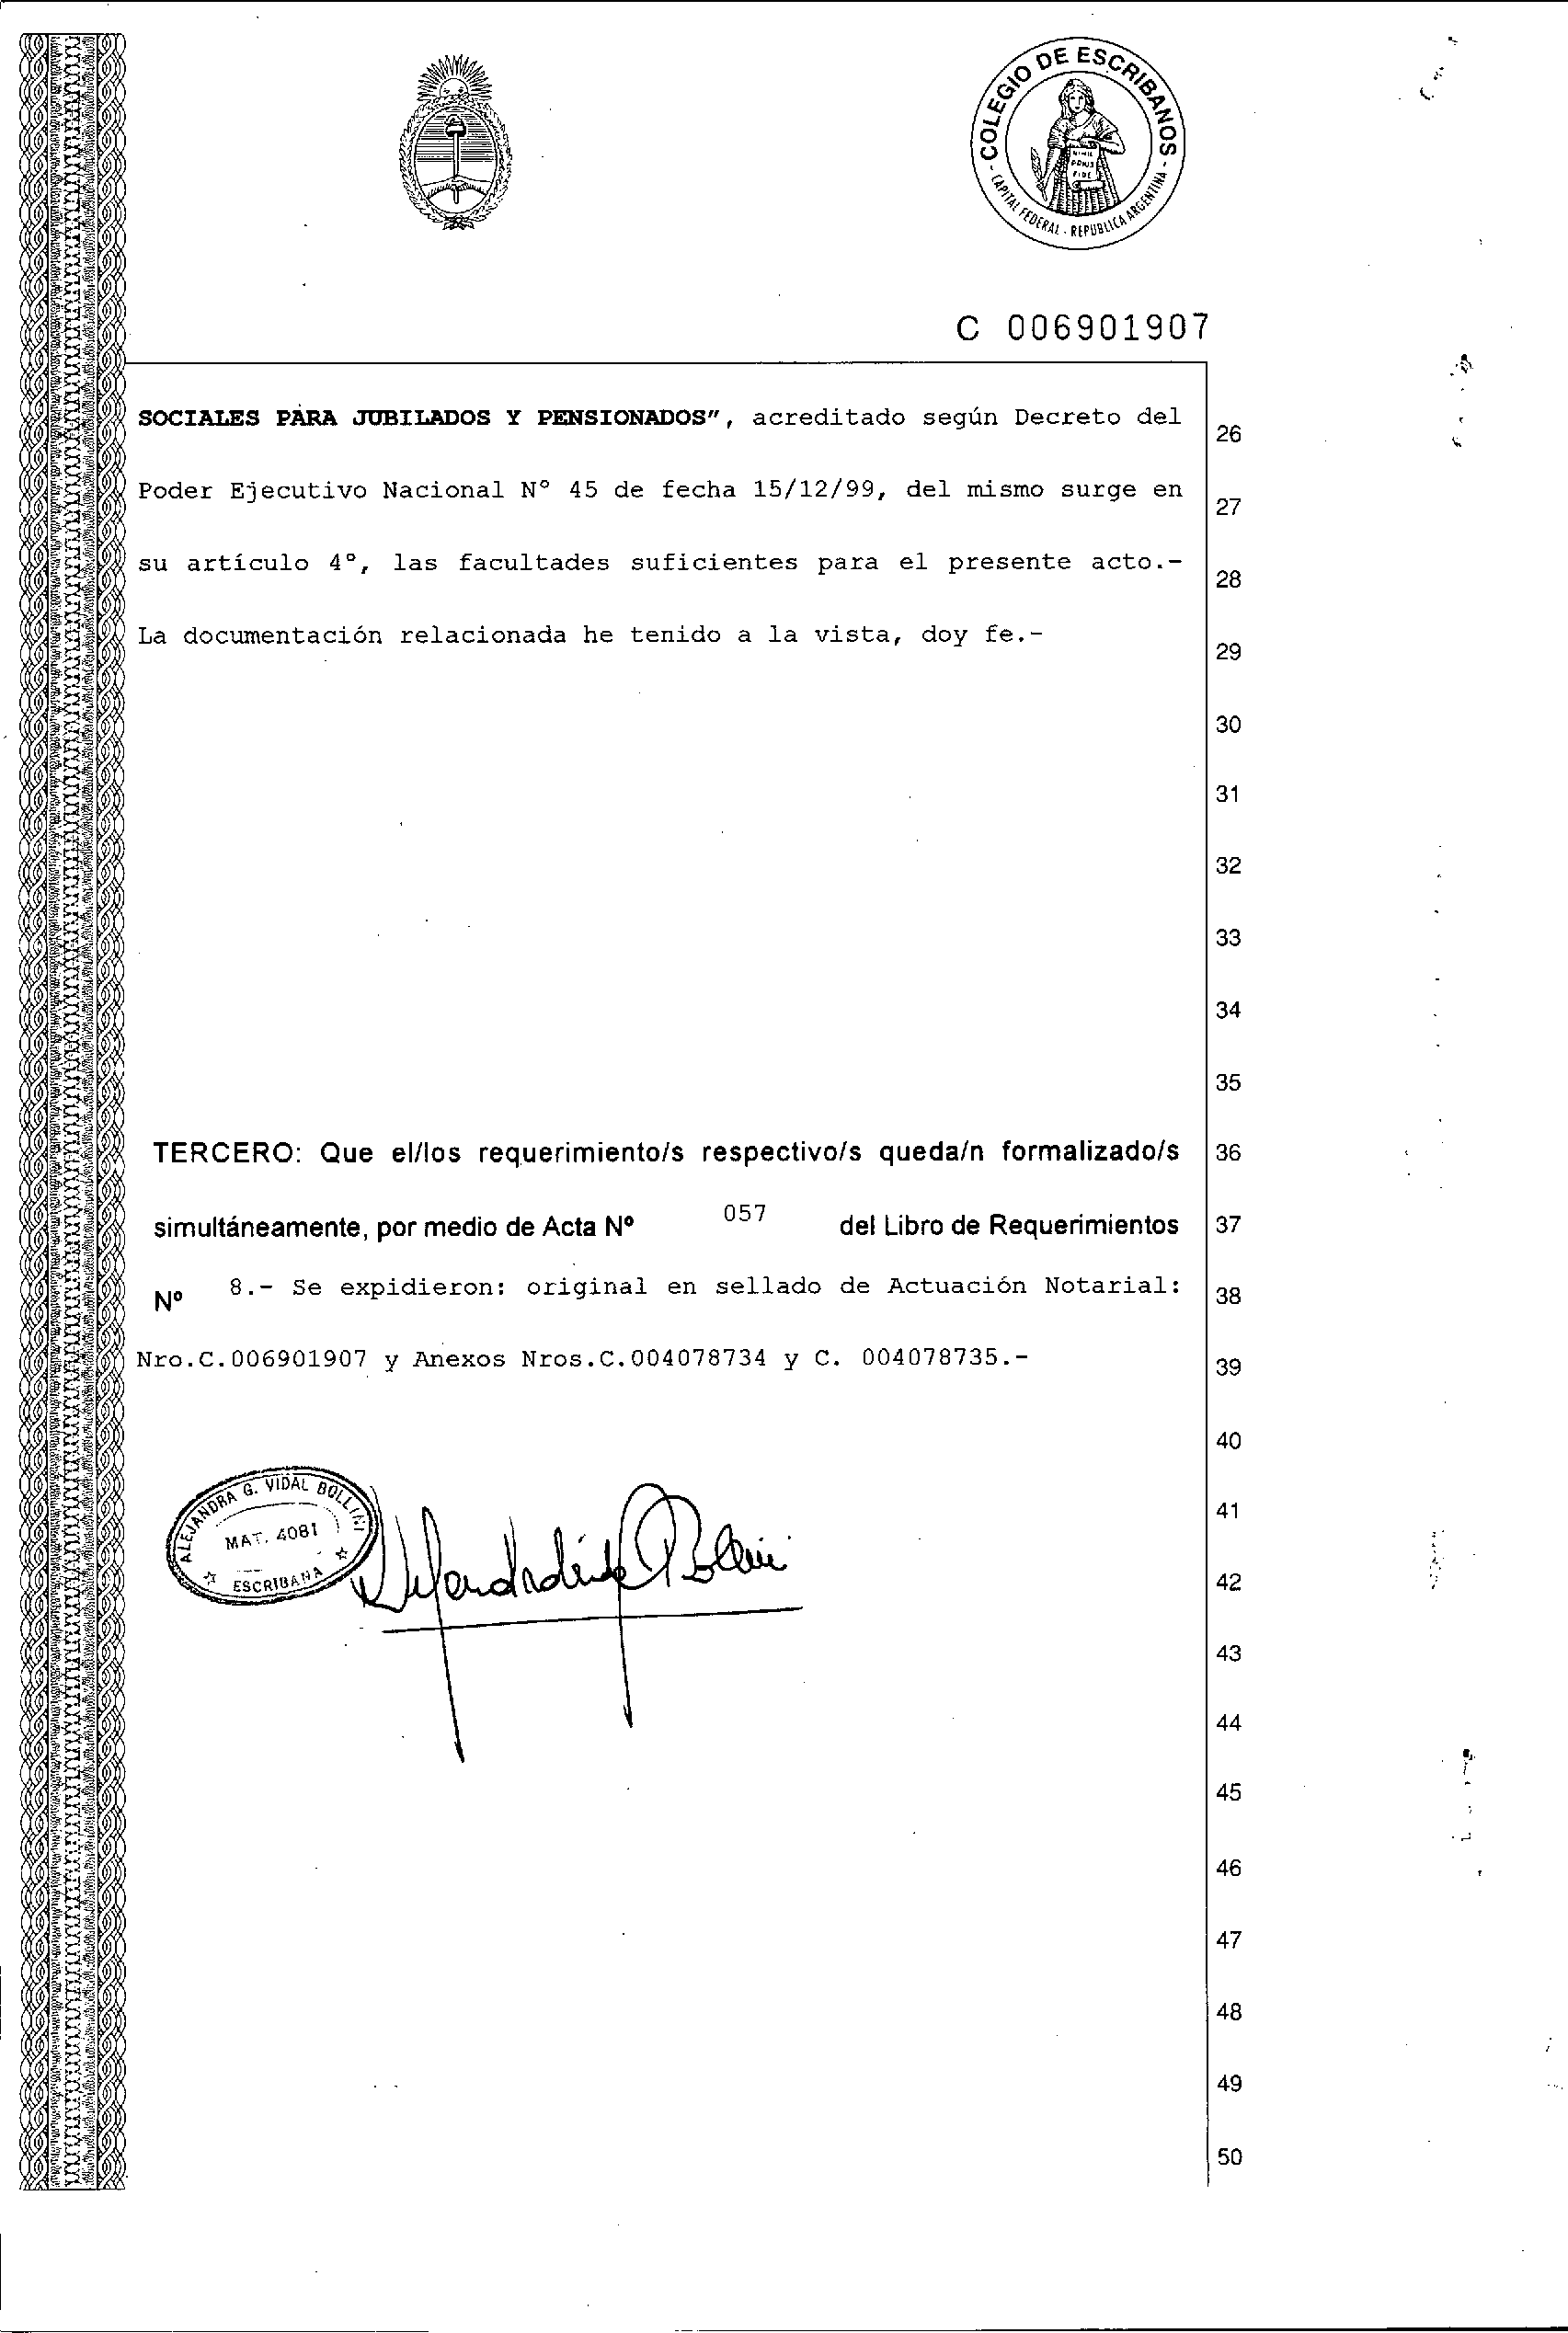 COLEGIO DE ESCRIBANOS
- CAPITAL FEDERAL - REPUBLICA ARGENTINA -
NIHIL
PRIUS
FIDE
C 006901907
SOCIALES PARA JUBILADOS Y PENSIONADOS", acreditado según Decreto del 26
Poder Ejecutivo Nacional N° 45 de fecha 15/12/99, del mismo surge en 27
su artículo 4°, las facultades suficientes para el presente acto.- 28
La documentación relacionada he tenido a la vista, doy fe.- 29
30
31
32
33
34
35
TERCERO: Que el/los requerimiento/s respectivo/s queda/n formalizado/s 36
simultáneamente, por medio de Acta Nº 057 del Libro de Requerimientos 37
Nº 8.- Se expidieron: original en sellado de Actuación Notarial: 38
Nro.C.006901907 y Anexos Nros.C.004078734 y C. 004078735.- 39
40
ALEJANDRA G. VIDAL BOLLINI
MAT. 4081
ESCRIBANA
41
42
43
44
45
46
47
48
49
50